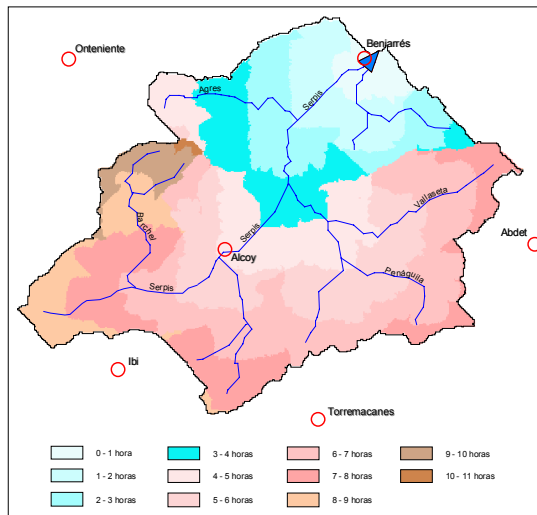 Onteniente
Beniarrés
Agres
Serpis
Vallaseta
Barchel
Serpis
Abdet
Alcoy
Penáguila
Serpis
Ibi
Torremacanes
0 - 1 hora
3 - 4 horas
6 - 7 horas
9 - 10 horas
1 - 2 horas
4 - 5 horas
7 - 8 horas
10 - 11 horas
2 - 3 horas
5 - 6 horas
8 - 9 horas